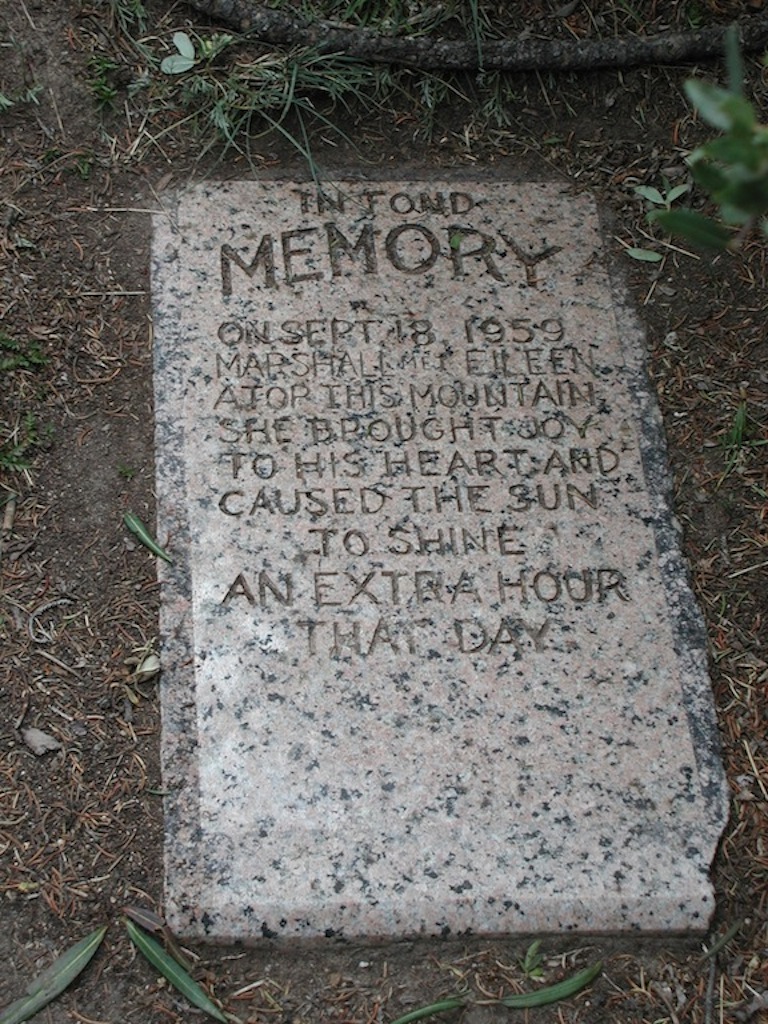 IN FOND
MEMORY
ON SEPT 18, 1959
MARSHALL MET EILEEN
ATOP THIS MOUNTAIN
SHE BROUGHT JOY
TO HIS HEART AND
CAUSED THE SUN
TO SHINE
AN EXTRA HOUR
THAT DAY